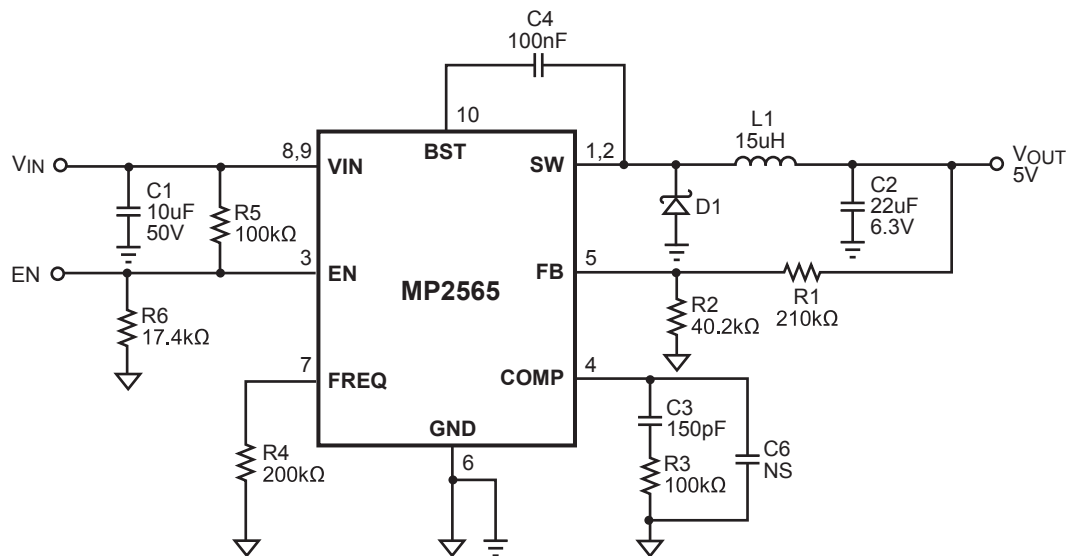 C4
100nF
10
L1
15uH
VIN
8,9
VIN
BST
SW
1,2
VOUT
5V
C1
10uF
50V
R5
100kΩ
D1
C2
22uF
6.3V
EN
3
EN
FB
5
MP2565
R1
210kΩ
R2
40.2kΩ
R6
17.4kΩ
7
FREQ
COMP
4
GND
6
R4
200kΩ
C3
150pF
R3
100kΩ
C6
NS